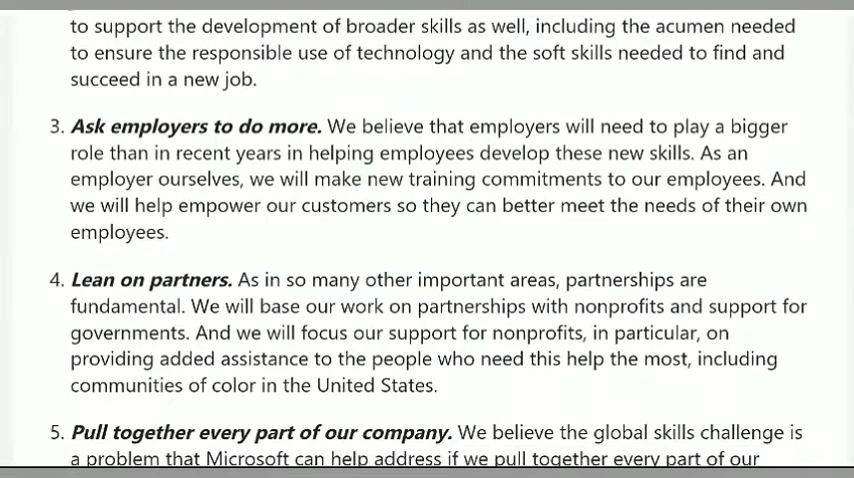 to support the development of broader skills as well, including the acumen needed
to ensure the responsible use of technology and the soft skills needed to find and
succeed in a new job.
3. Ask employers to do more. We believe that employers will need to play a bigger
role than in recent years in helping employees develop these new skills. As an
employer ourselves, we will make new training commitments to our employees. And
we will help empower our customers so they can better meet the needs of their own
employees.
4. Lean on partners. As in so many other important areas, partnerships are
fundamental. We will base our work on partnerships with nonprofits and support for
governments. And we will focus our support for nonprofits, in particular, on
providing added assistance to the people who need this help the most, including
communities of color in the United States.
5. Pull together every part of our company. We believe the global skills challenge is
a problem that Microsoft can help address if we pull together every part of our